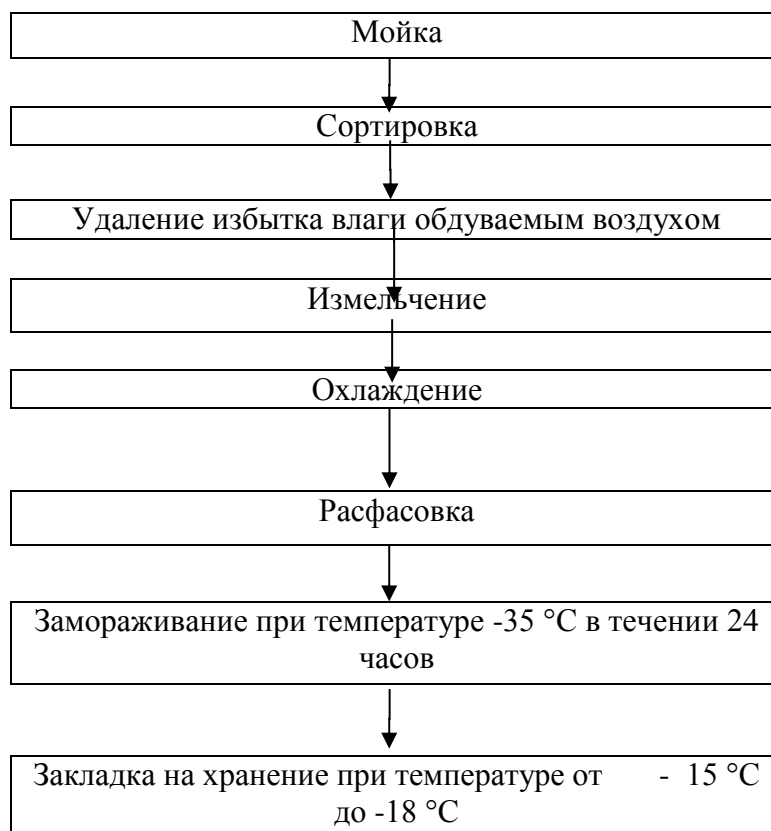 Мойка
Сортировка
Удаление избытка влаги обдуваемым воздухом
Измельчение
Охлаждение
Расфасовка
Замораживание при температуре -35 °С в течении 24
часов
Закладка на хранение при температуре от - 15 °С
до -18 °С